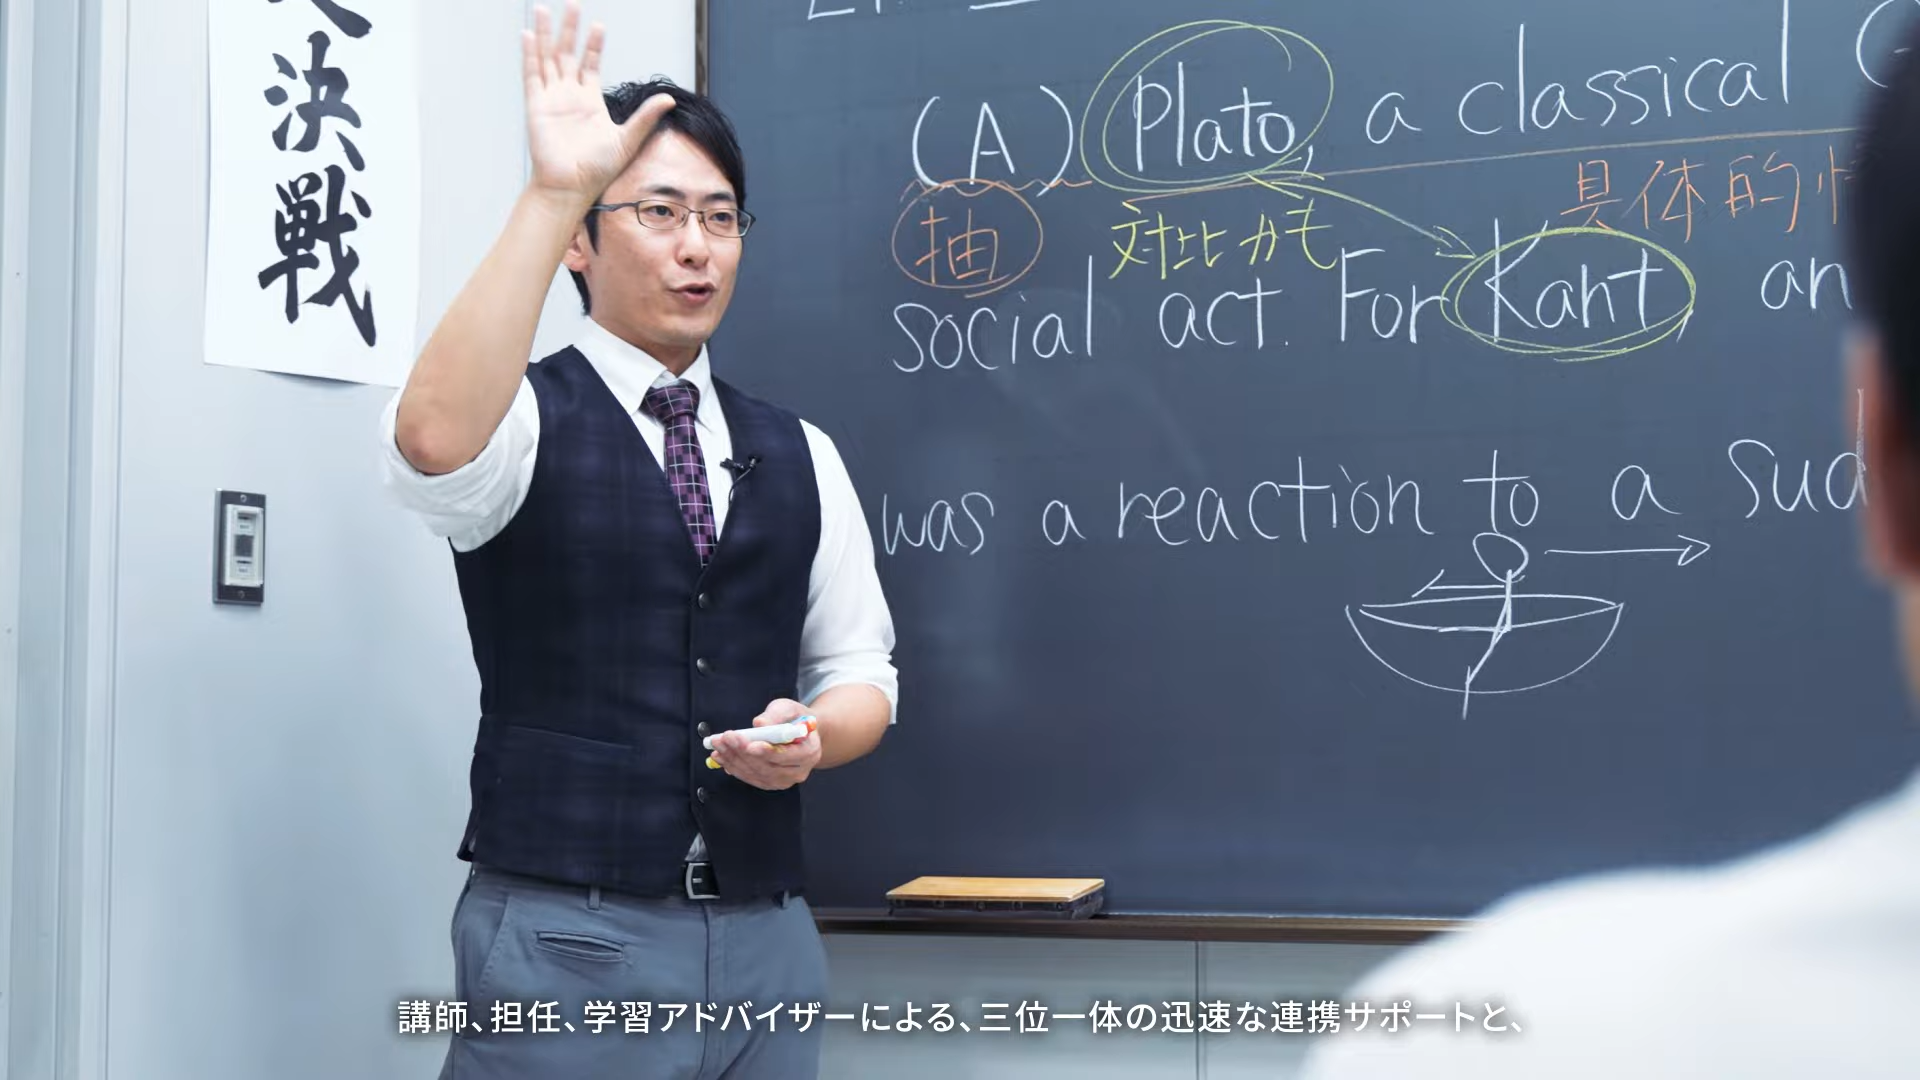 決戦
(A) Plato, a classical
抽 対比かも 具体的
social act. For Kant, an
was a reaction to a sud
講師、担任、学習アドバイザーによる、三位一体の迅速な連携サポートと、